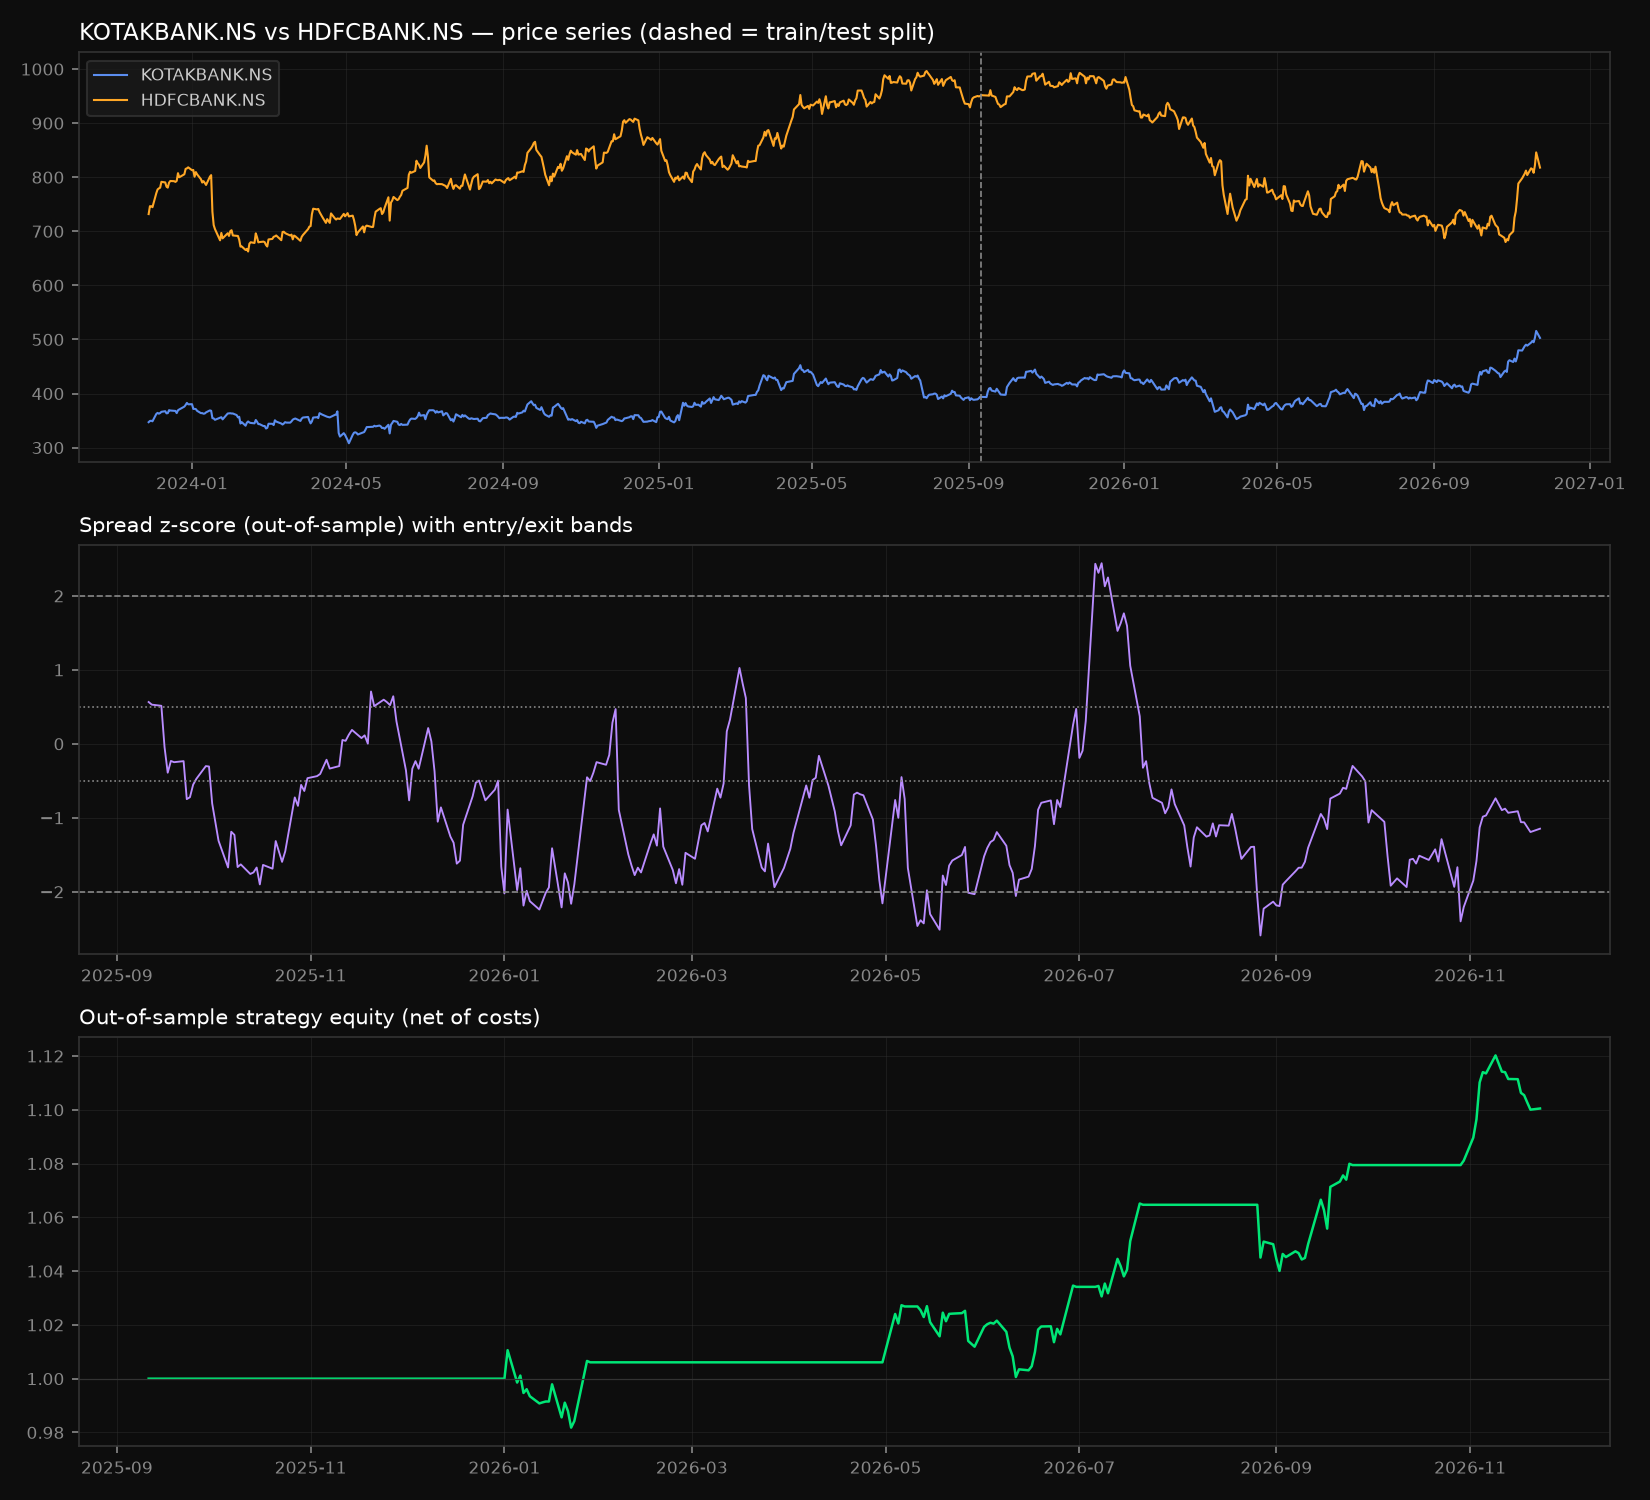 KOTAKBANK.NS vs HDFCBANK.NS — price series (dashed = train/test split)
KOTAKBANK.NS
HDFCBANK.NS
1000
900
800
700
600
500
400
300
2024-01 2024-05 2024-09 2025-01 2025-05 2025-09 2026-01 2026-05 2026-09 2027-01
Spread z-score (out-of-sample) with entry/exit bands
2
1
0
−1
−2
2025-09 2025-11 2026-01 2026-03 2026-05 2026-07 2026-09 2026-11
Out-of-sample strategy equity (net of costs)
1.12
1.10
1.08
1.06
1.04
1.02
1.00
0.98
2025-09 2025-11 2026-01 2026-03 2026-05 2026-07 2026-09 2026-11